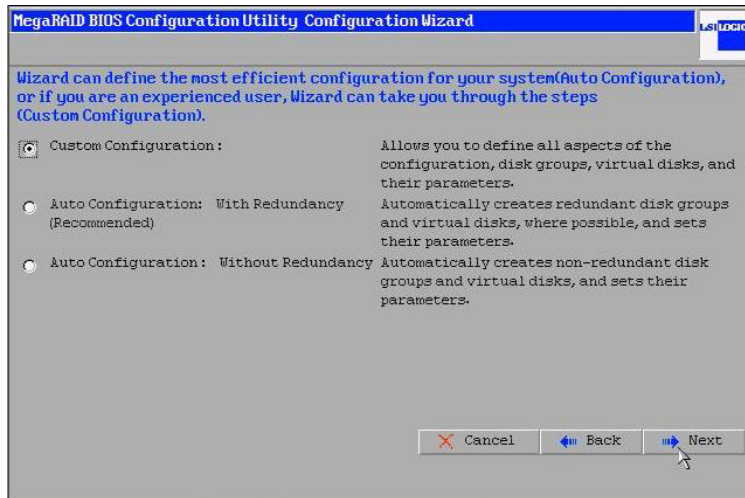 MegaRAID BIOS Configuration Utility Configuration Wizard
LSI LOGIC
Wizard can define the most efficient configuration for your system(Auto Configuration),
or if you are an experienced user, Wizard can take you through the steps
(Custom Configuration).
Custom Configuration:
Allows you to define all aspects of the
configuration, disk groups, virtual disks, and
their parameters.
Auto Configuration: With Redundancy
(Recommended)
Automatically creates redundant disk groups
and virtual disks, where possible, and sets
their parameters.
Auto Configuration: Without Redundancy
Automatically creates non-redundant disk
groups and virtual disks, and sets their
parameters.
Cancel
Back
Next